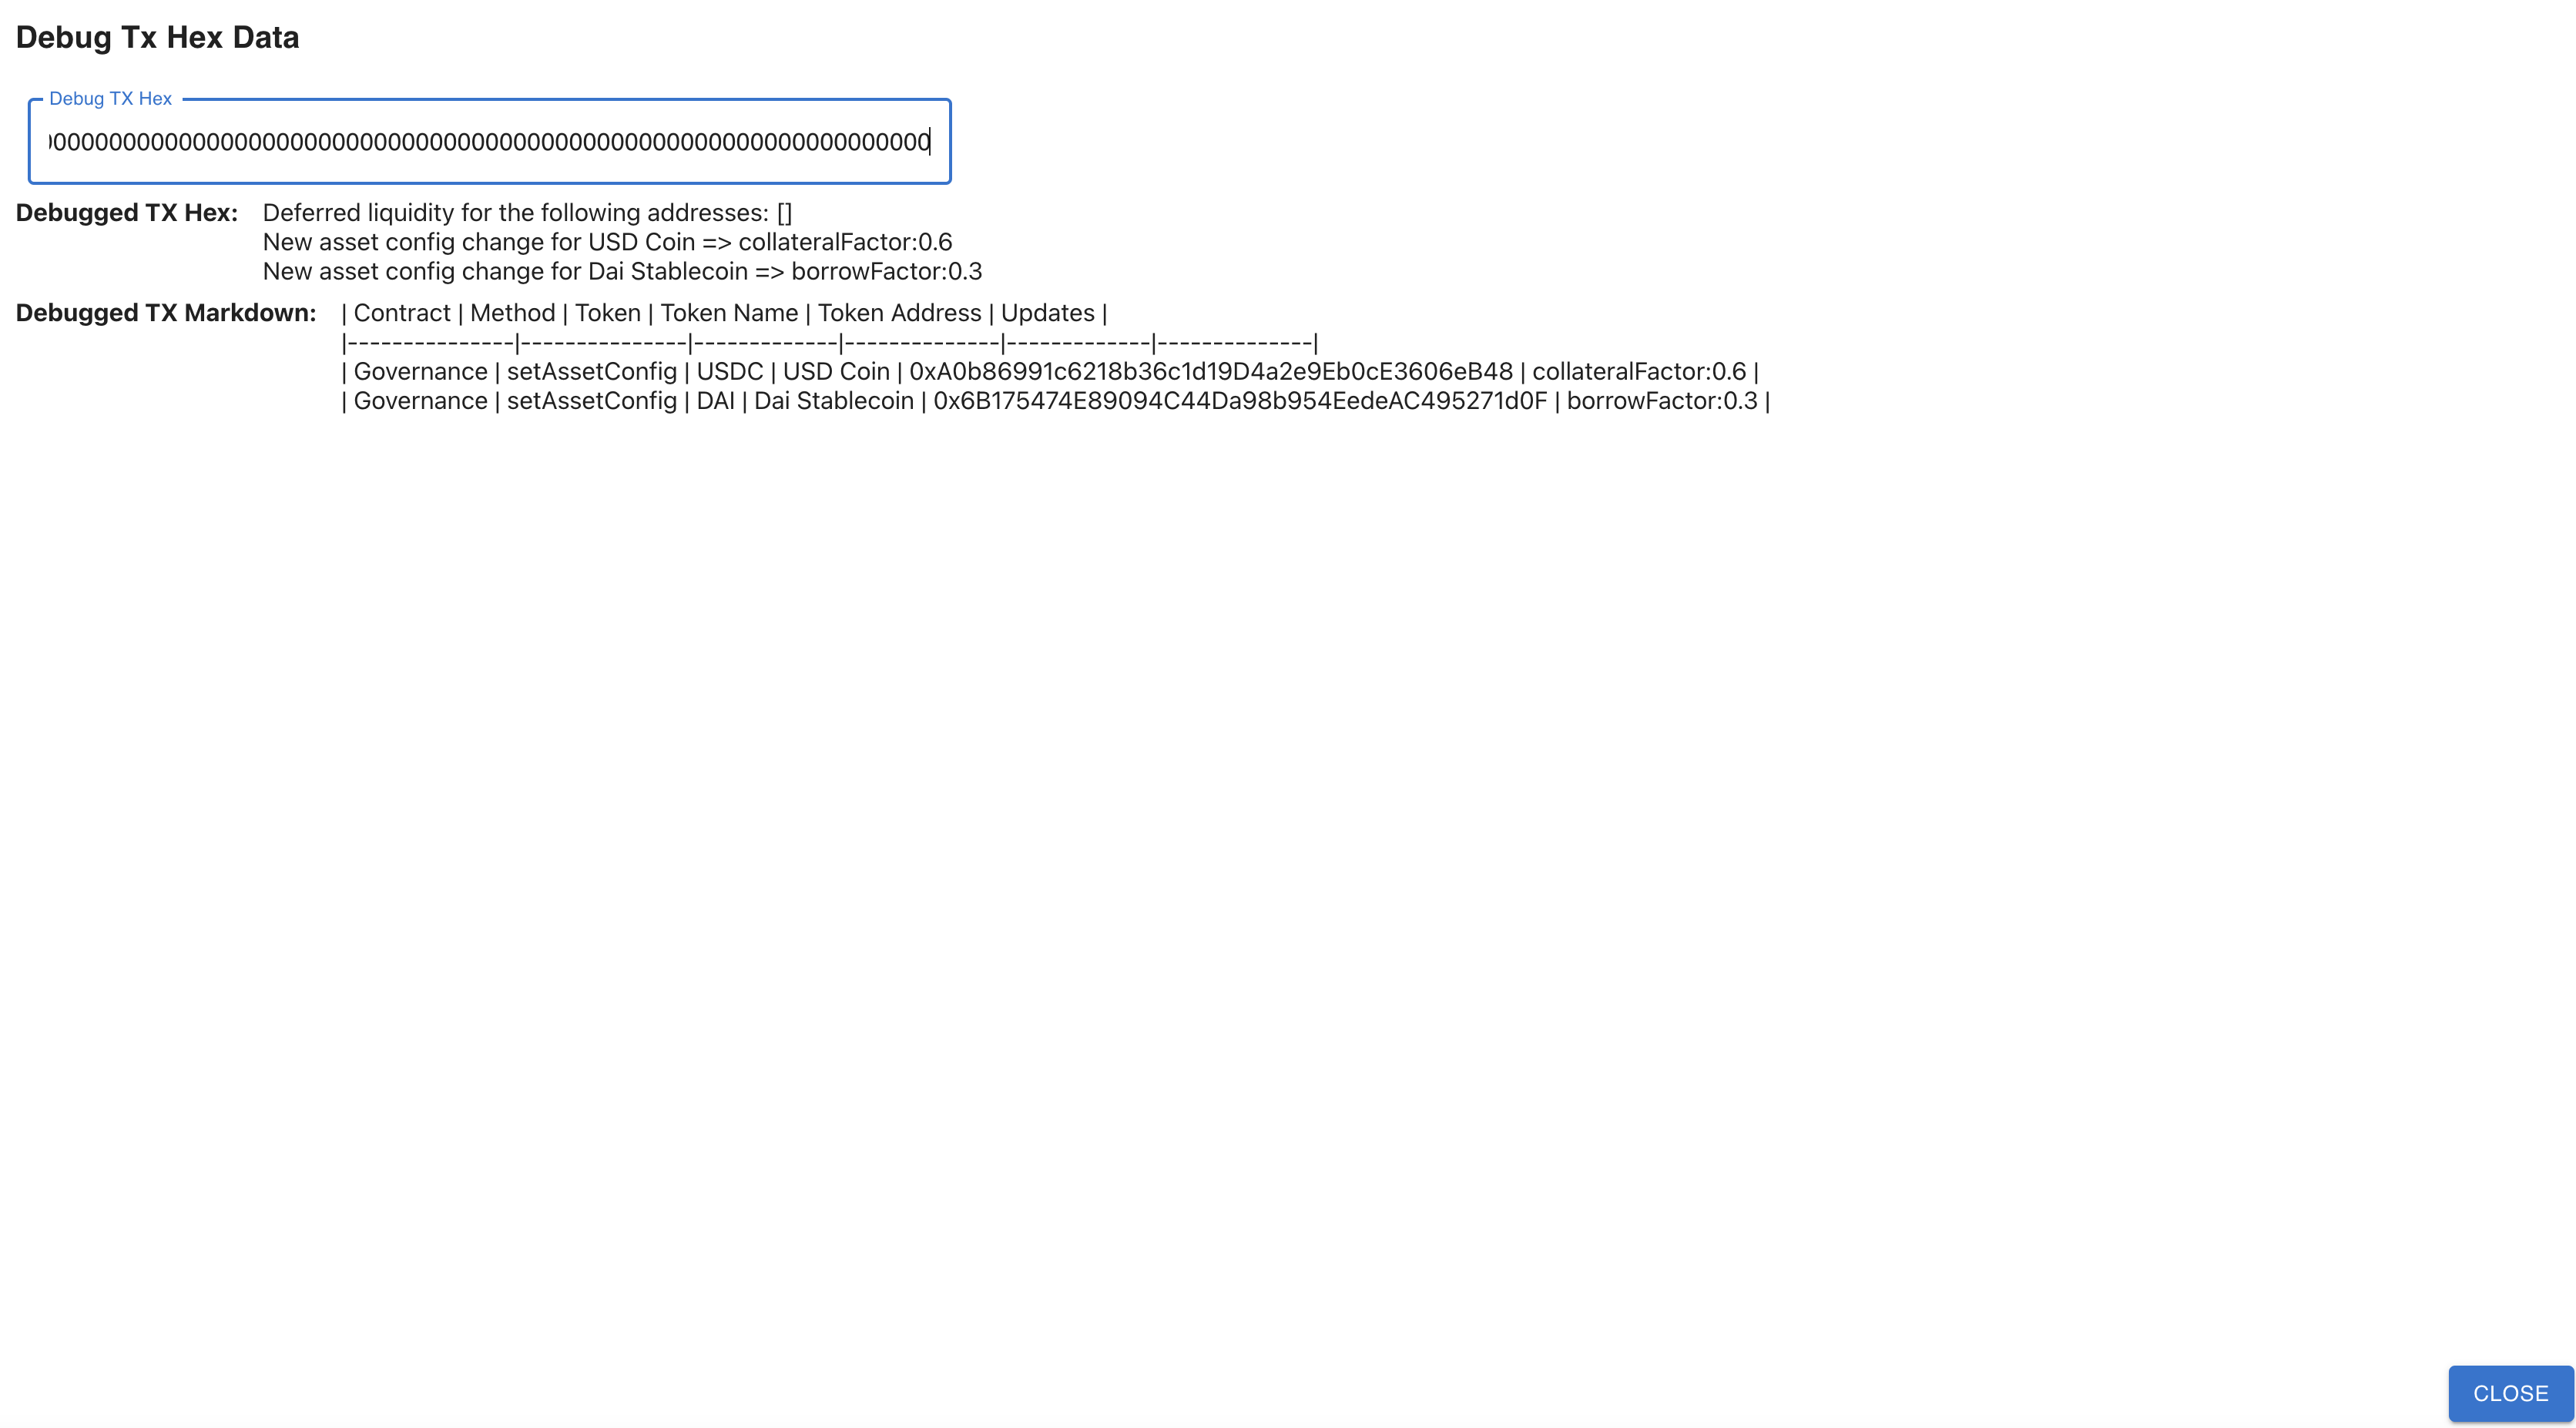 Debug Tx Hex Data
Debug TX Hex
000000000000000000000000000000000000000000000000000000000000000
Debugged TX Hex: Deferred liquidity for the following addresses: []
New asset config change for USD Coin => collateralFactor:0.6
New asset config change for Dai Stablecoin => borrowFactor:0.3
Debugged TX Markdown: | Contract | Method | Token | Token Name | Token Address | Updates |
|---------------|---------------|-------------|--------------|-------------|--------------|
| Governance | setAssetConfig | USDC | USD Coin | 0xA0b86991c6218b36c1d19D4a2e9Eb0cE3606eB48 | collateralFactor:0.6 |
| Governance | setAssetConfig | DAI | Dai Stablecoin | 0x6B175474E89094C44Da98b954EedeAC495271d0F | borrowFactor:0.3 |
CLOSE